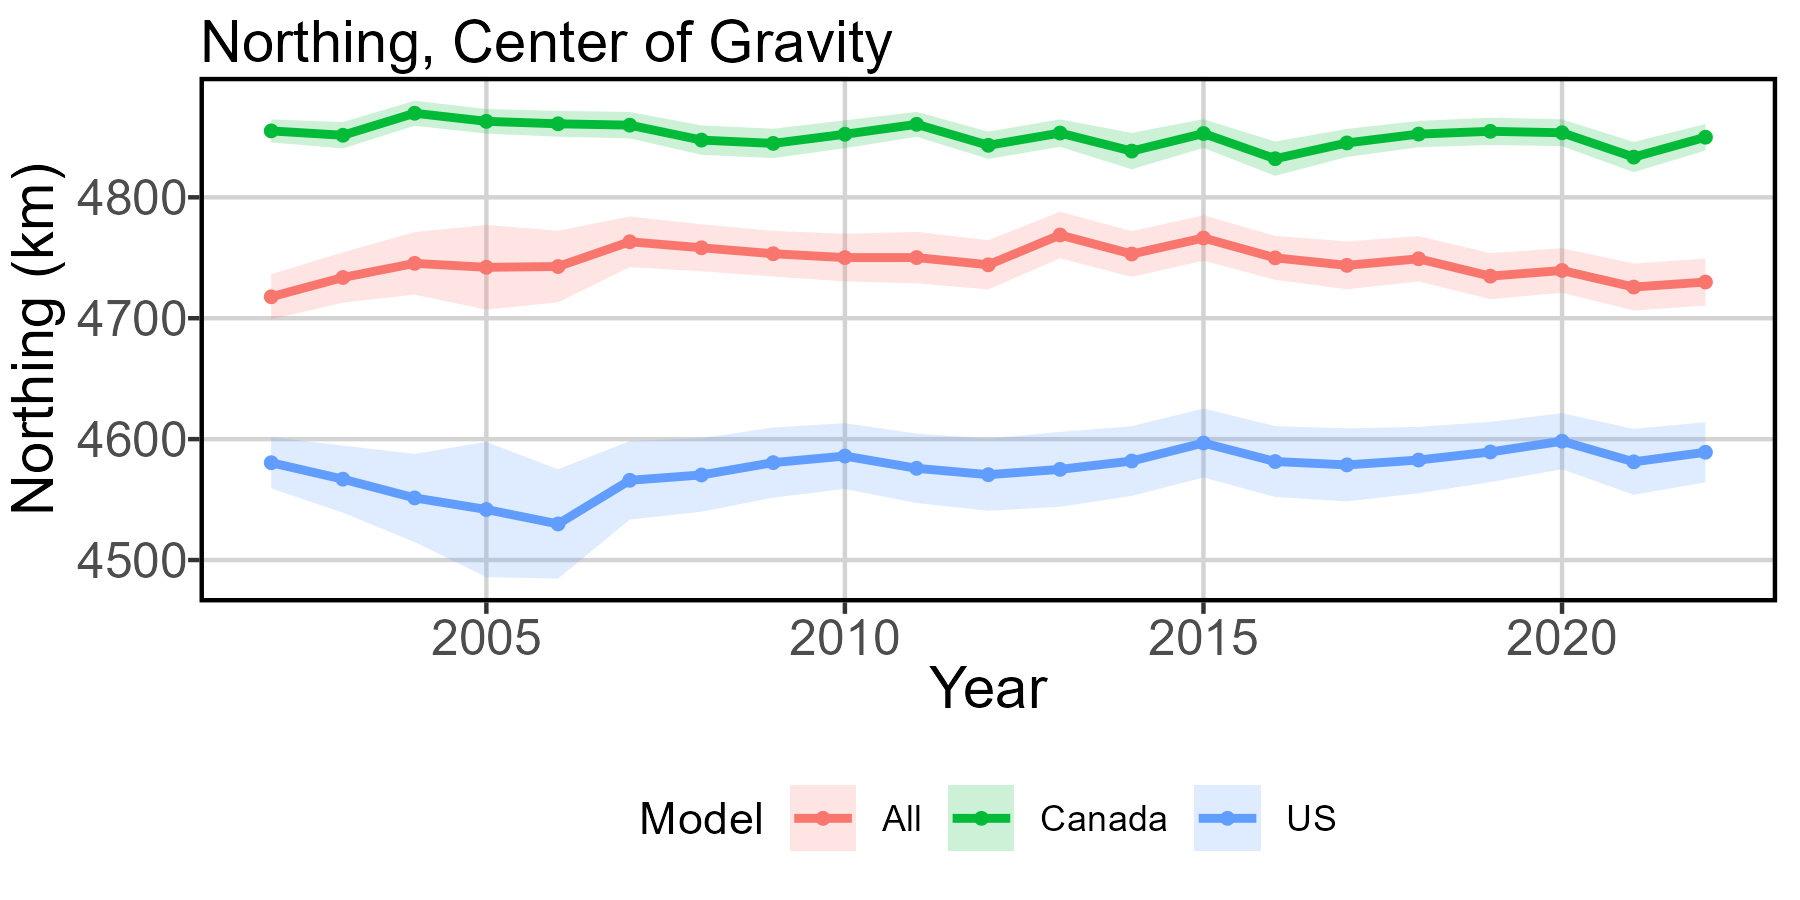 Northing, Center of Gravity
Northing (km)
4800
4700
4600
4500
2005 2010 2015 2020
Year
Model All Canada US